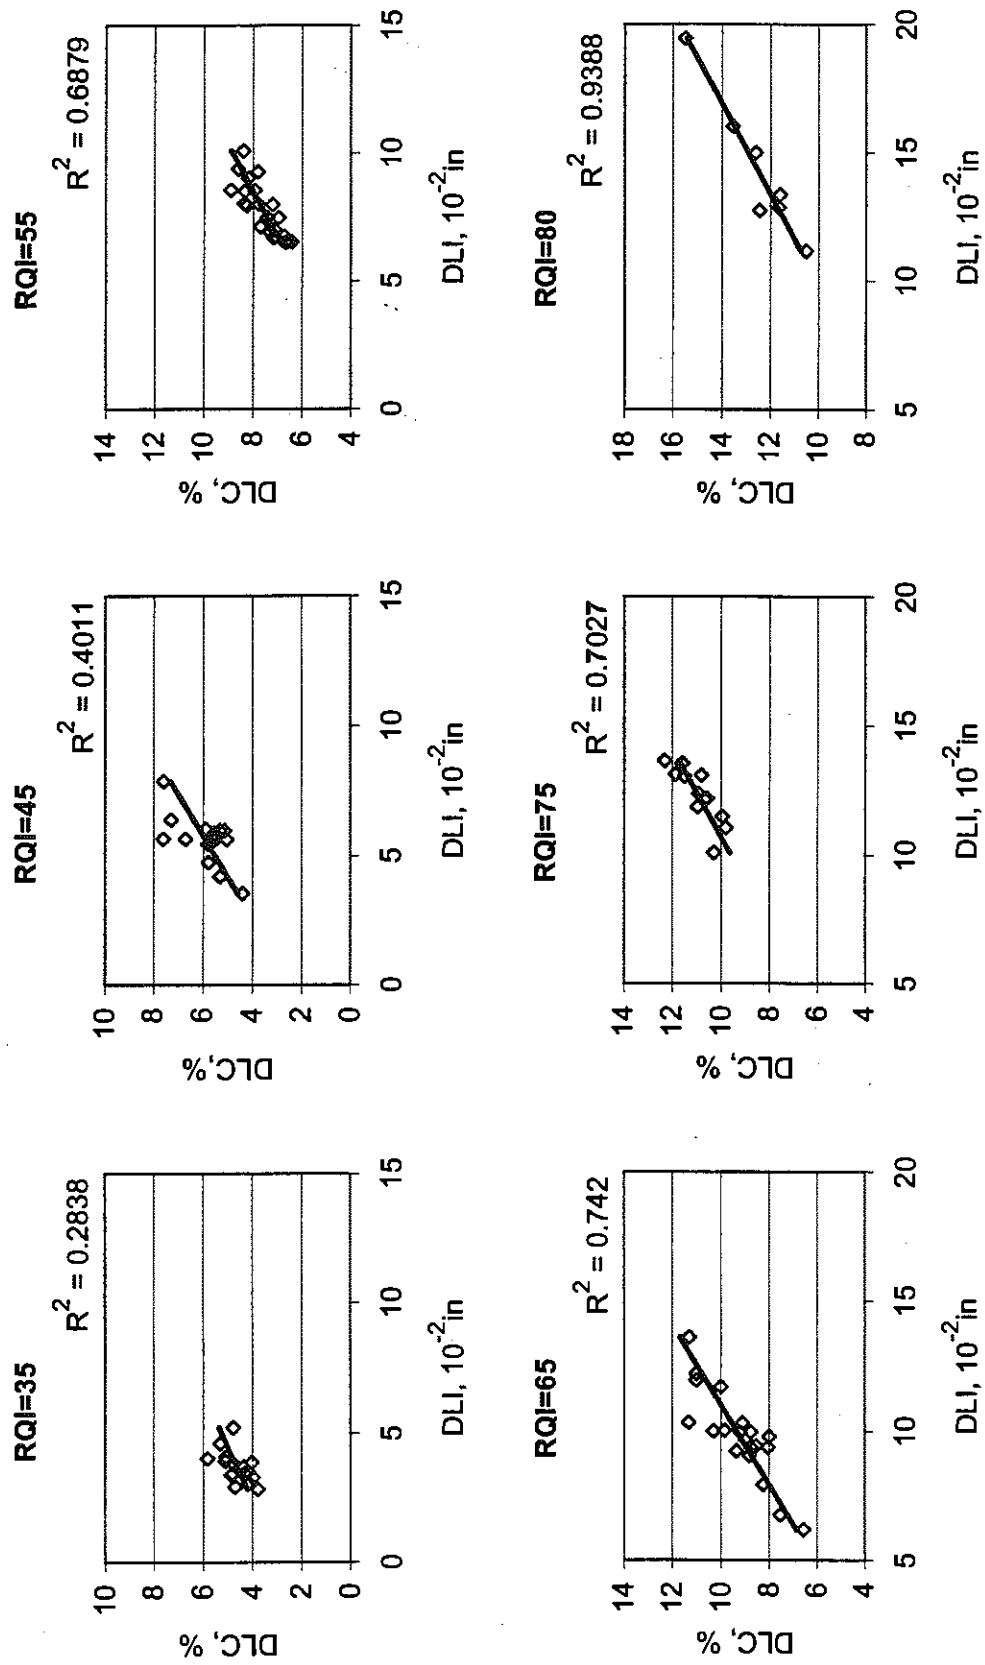 RQI=35
R² = 0.2838
DLC, %
10
8
6
4
2
0
0 5 10 15
DLI, 10⁻²in
RQI=45
R² = 0.4011
DLC,%
10
8
6
4
2
0
0 5 10 15
DLI, 10⁻²in
RQI=55
R² = 0.6879
DLC, %
14
12
10
8
6
4
0 5 10 15
DLI, 10⁻²in
RQI=65
R² = 0.742
DLC, %
14
12
10
8
6
4
5 10 15 20
DLI, 10⁻²in
RQI=75
R² = 0.7027
DLC, %
14
12
10
8
6
4
5 10 15 20
DLI, 10⁻²in
RQI=80
R² = 0.9388
DLC, %
18
16
14
12
10
8
5 10 15 20
DLI, 10⁻²in